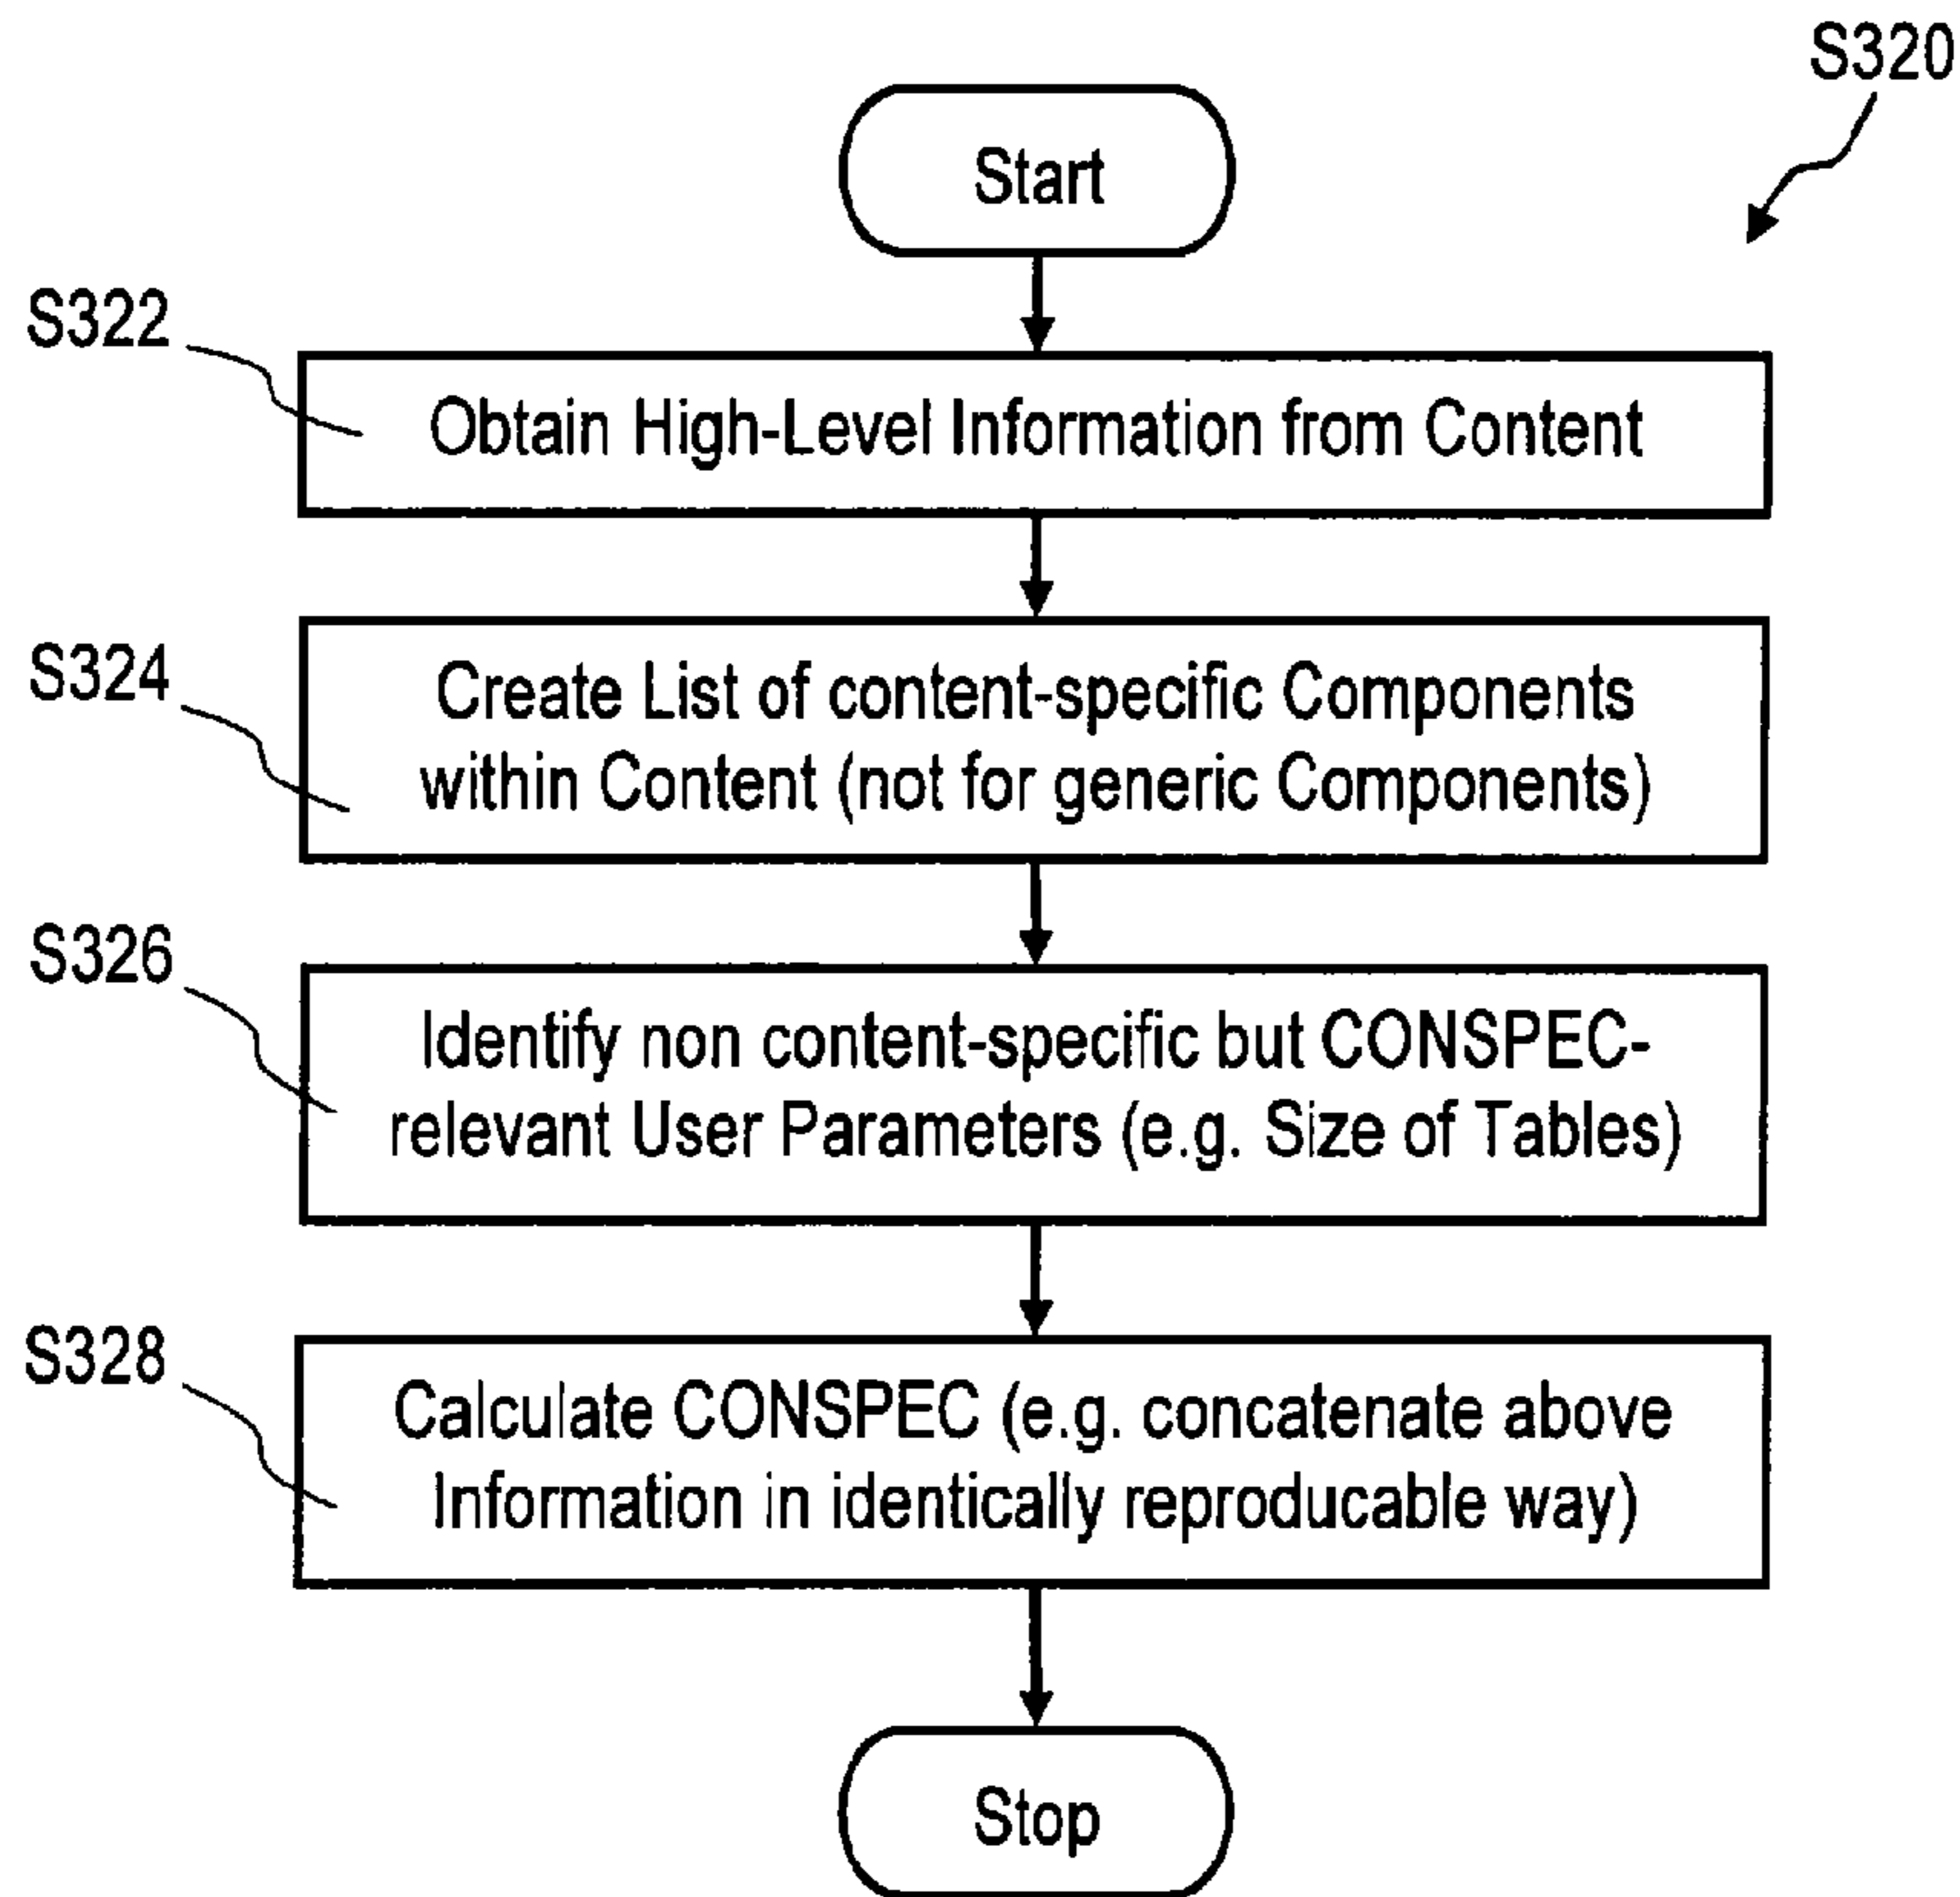 S320
Start
S322
Obtain High-Level Information from Content
S324
Create List of content-specific Components
within Content (not for generic Components)
S326
Identify non content-specific but CONSPEC-
relevant User Parameters (e.g. Size of Tables)
S328
Calculate CONSPEC (e.g. concatenate above
Information in identically reproducable way)
Stop